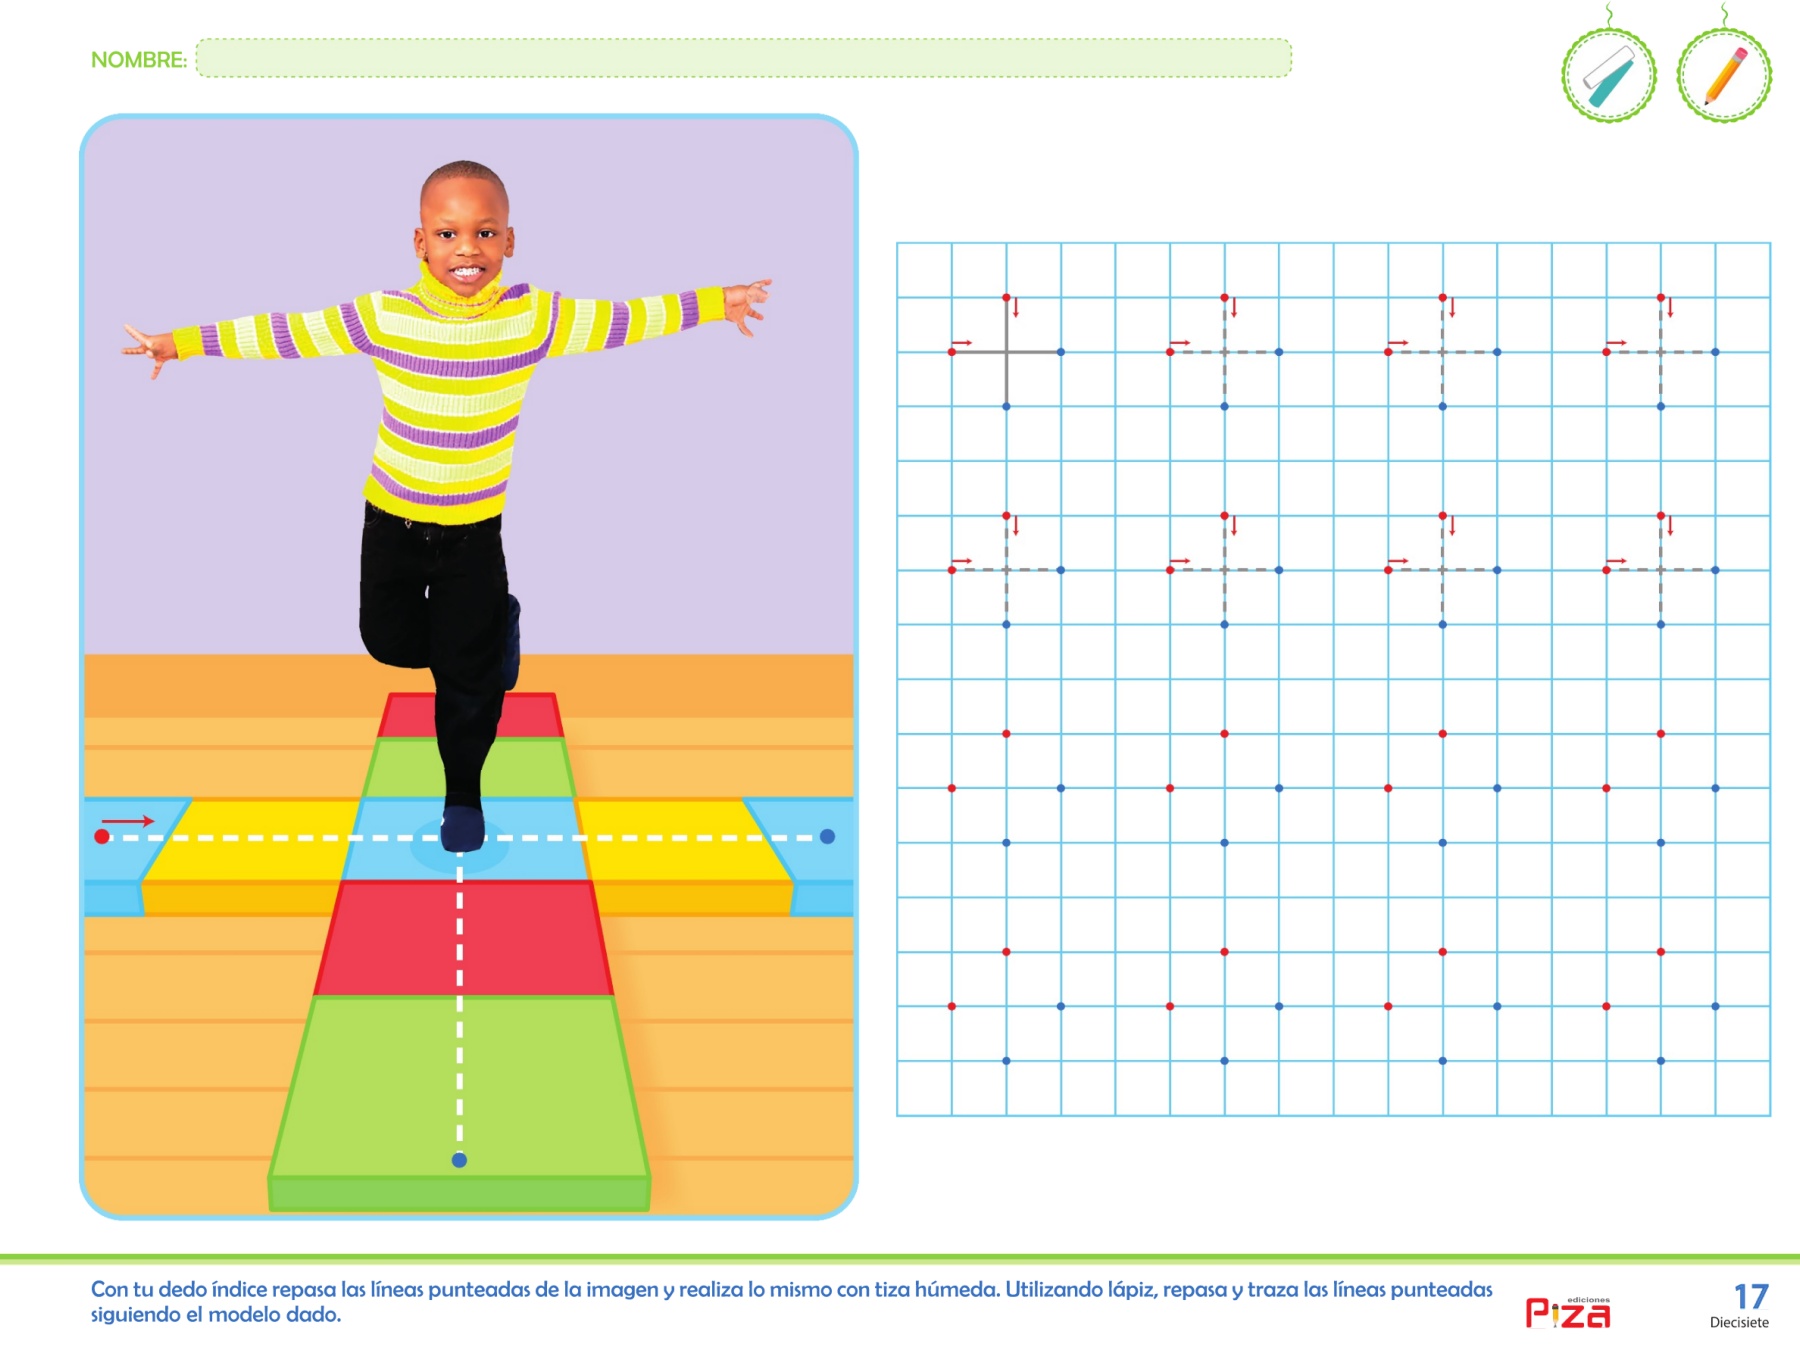 NOMBRE:
Con tu dedo índice repasa las líneas punteadas de la imagen y realiza lo mismo con tiza húmeda. Utilizando lápiz, repasa y traza las líneas punteadas
siguiendo el modelo dado.
ediciones
Piza
17
Diecisiete